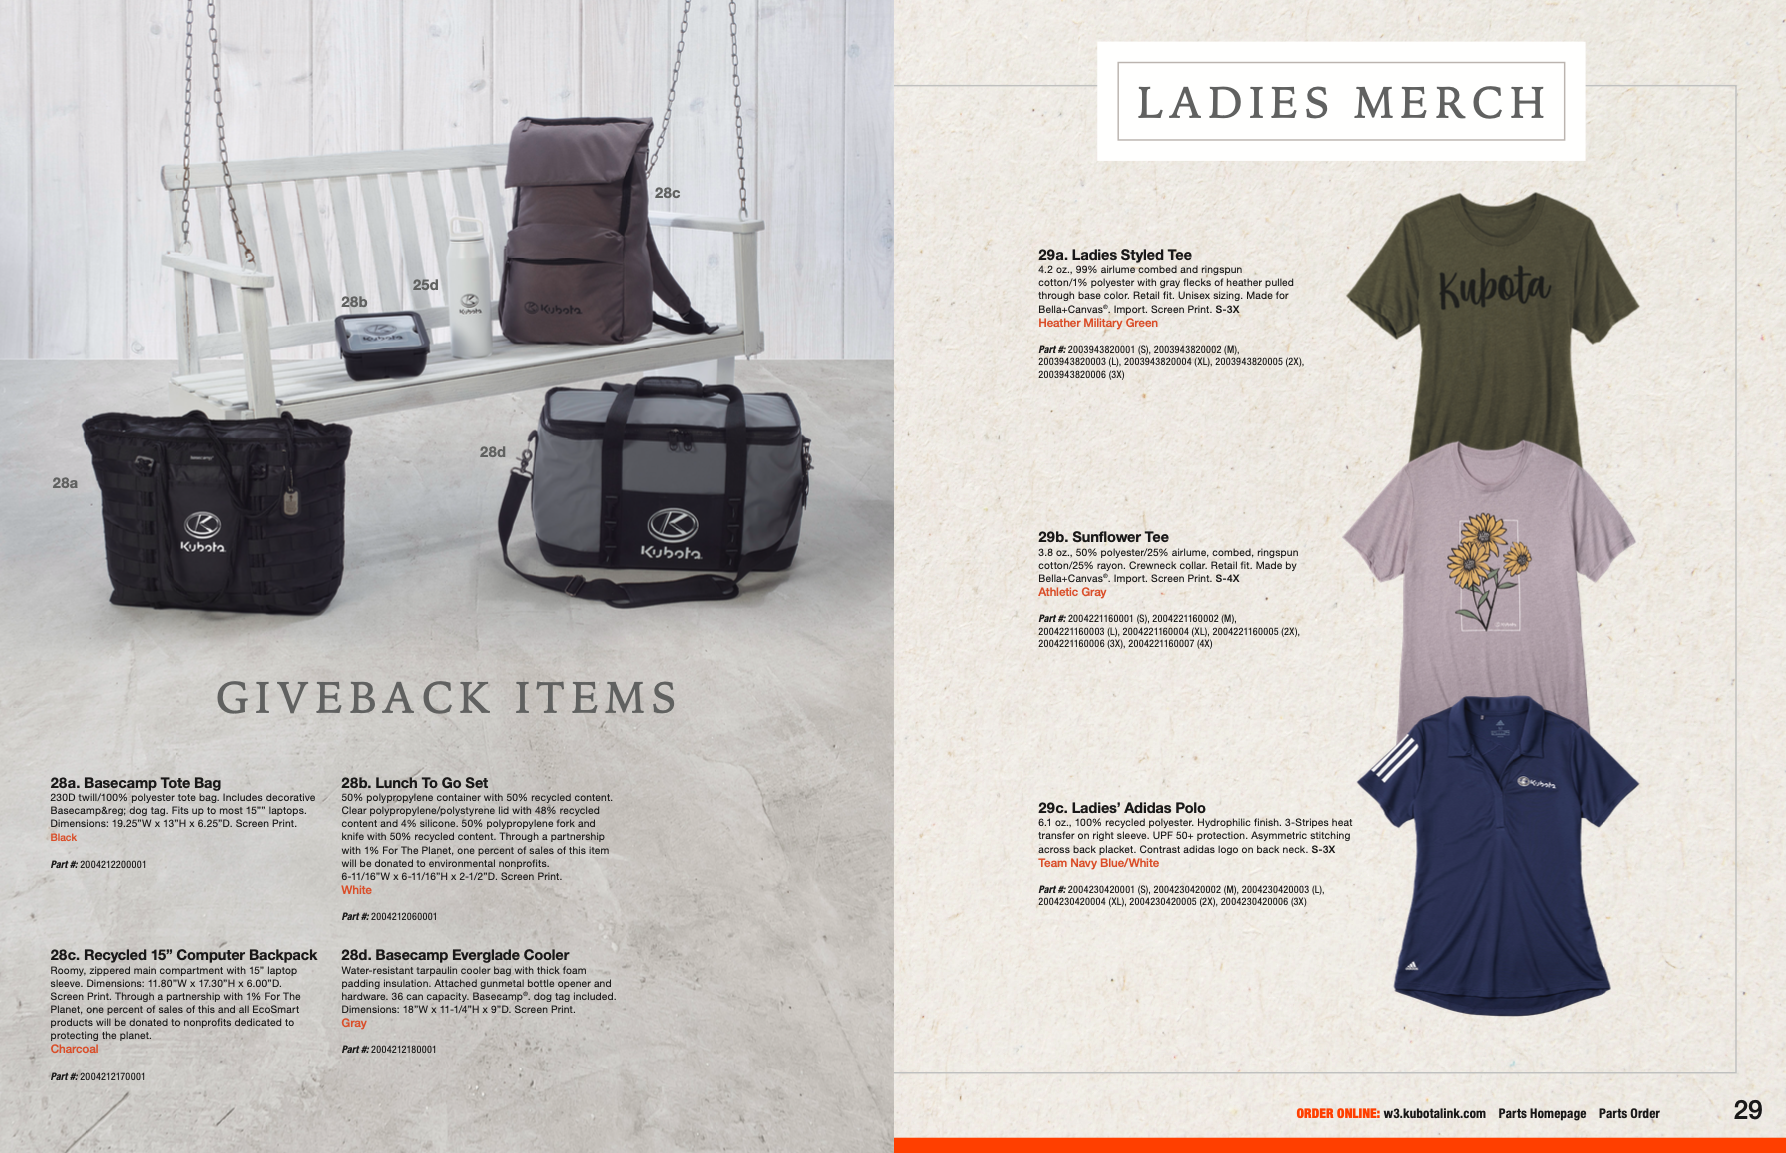 28c
25d
28b
Kubota
Kubota
28d
28a
Kubota
Kubota
GIVEBACK ITEMS
28a. Basecamp Tote Bag
230D twill/100% polyester tote bag. Includes decorative
Basecamp&reg; dog tag. Fits up to most 15"" laptops.
Dimensions: 19.25"W x 13"H x 6.25"D. Screen Print.
Black
Part #: 2004212200001
28b. Lunch To Go Set
50% polypropylene container with 50% recycled content.
Clear polypropylene/polystyrene lid with 48% recycled
content and 4% silicone. 50% polypropylene fork and
knife with 50% recycled content. Through a partnership
with 1% For The Planet, one percent of sales of this item
will be donated to environmental nonprofits.
6-11/16"W x 6-11/16"H x 2-1/2"D. Screen Print.
White
Part #: 2004212060001
28c. Recycled 15” Computer Backpack
Roomy, zippered main compartment with 15" laptop
sleeve. Dimensions: 11.80"W x 17.30"H x 6.00"D.
Screen Print. Through a partnership with 1% For The
Planet, one percent of sales of this and all EcoSmart
products will be donated to nonprofits dedicated to
protecting the planet.
Charcoal
Part #: 2004212170001
28d. Basecamp Everglade Cooler
Water-resistant tarpaulin cooler bag with thick foam
padding insulation. Attached gunmetal bottle opener and
hardware. 36 can capacity. Basecamp®. dog tag included.
Dimensions: 18"W x 11-1/4"H x 9"D. Screen Print.
Gray
Part #: 2004212180001
LADIES MERCH
29a. Ladies Styled Tee
4.2 oz., 99% airlume combed and ringspun
cotton/1% polyester with gray flecks of heather pulled
through base color. Retail fit. Unisex sizing. Made for
Bella+Canvas®. Import. Screen Print. S-3X
Heather Military Green
Part #: 2003943820001 (S), 2003943820002 (M),
2003943820003 (L), 2003943820004 (XL), 2003943820005 (2X),
2003943820006 (3X)
Kubota
29b. Sunflower Tee
3.8 oz., 50% polyester/25% airlume, combed, ringspun
cotton/25% rayon. Crewneck collar. Retail fit. Made by
Bella+Canvas®. Import. Screen Print. S-4X
Athletic Gray
Part #: 2004221160001 (S), 2004221160002 (M),
2004221160003 (L), 2004221160004 (XL), 2004221160005 (2X),
2004221160006 (3X), 2004221160007 (4X)
Kubota
29c. Ladies’ Adidas Polo
6.1 oz., 100% recycled polyester. Hydrophilic finish. 3-Stripes heat
transfer on right sleeve. UPF 50+ protection. Asymmetric stitching
across back placket. Contrast adidas logo on back neck. S-3X
Team Navy Blue/White
Part #: 2004230420001 (S), 2004230420002 (M), 2004230420003 (L),
2004230420004 (XL), 2004230420005 (2X), 2004230420006 (3X)
Kubota
ORDER ONLINE: w3.kubotalink.com Parts Homepage Parts Order
29